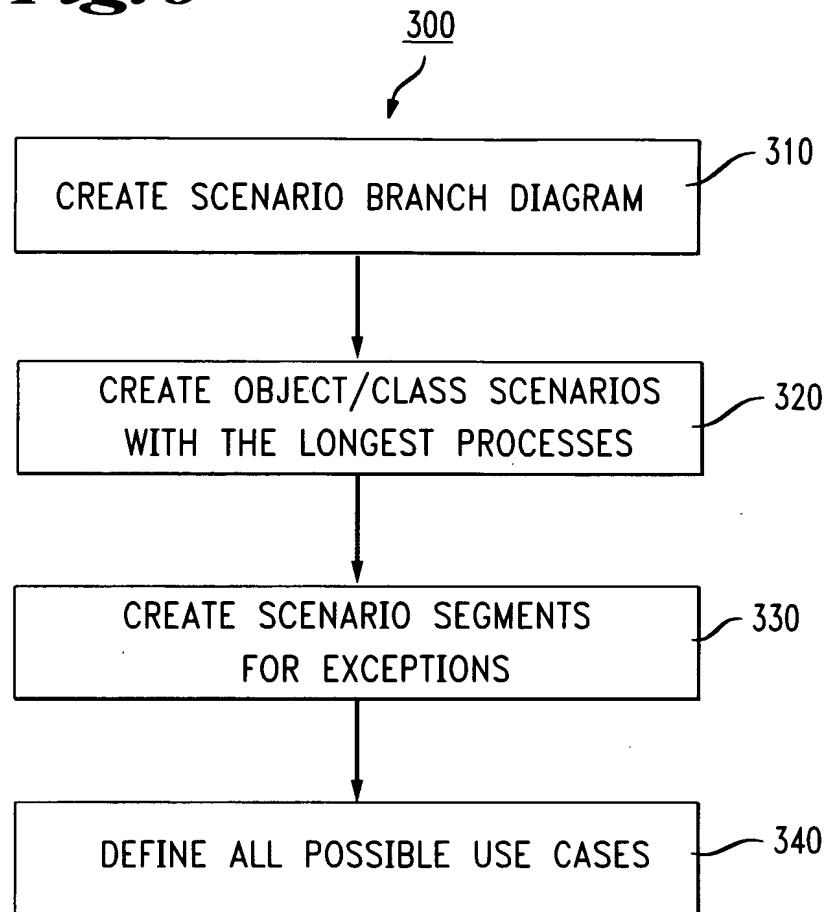 300
310
CREATE SCENARIO BRANCH DIAGRAM
CREATE OBJECT/CLASS SCENARIOS
WITH THE LONGEST PROCESSES
320
CREATE SCENARIO SEGMENTS
FOR EXCEPTIONS
330
DEFINE ALL POSSIBLE USE CASES
340